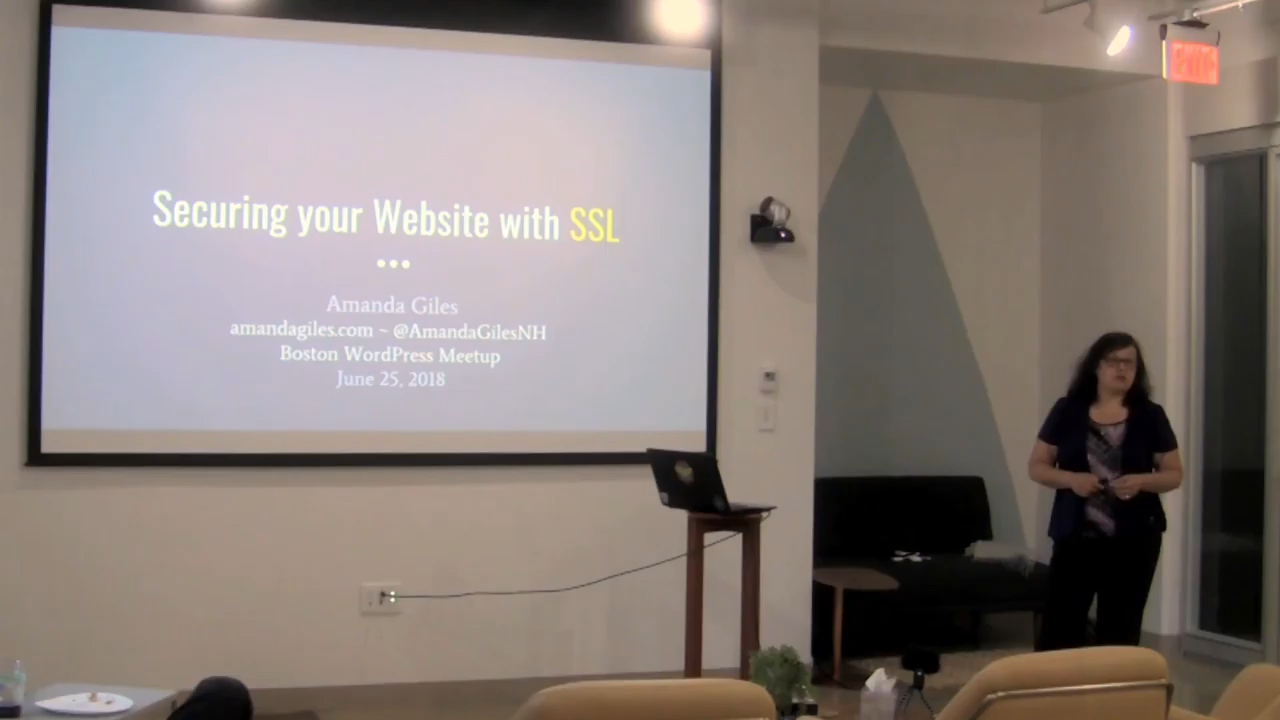 Securing your Website with SSL
Amanda Giles
amandagiles.com ~ @AmandaGilesNH
Boston WordPress Meetup
June 25, 2018
EXIT